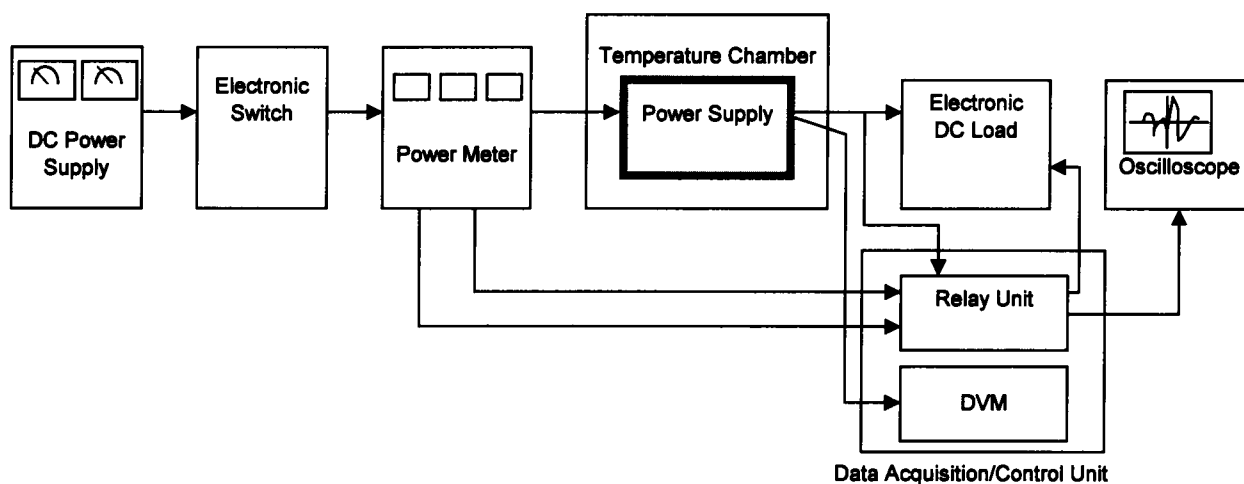 DC Power
Supply
Electronic
Switch
Power Meter
Temperature Chamber
Power Supply
Electronic
DC Load
Oscilloscope
Relay Unit
DVM
Data Acquisition/Control Unit